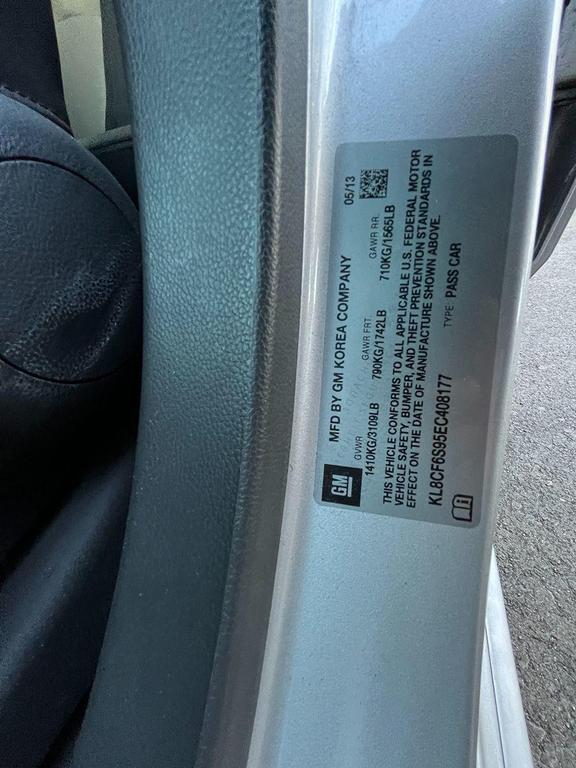 GM
MFD BY GM KOREA COMPANY 05/13
GVWR GAWR FRT. GAWR RR.
1410KG/3109LB 790KG/1742LB 710KG/1565LB
THIS VEHICLE CONFORMS TO ALL APPLICABLE U.S. FEDERAL MOTOR
VEHICLE SAFETY, BUMPER, AND THEFT PREVENTION STANDARDS IN
EFFECT ON THE DATE OF MANUFACTURE SHOWN ABOVE.
KL8CF6S95EC408177 TYPE: PASS CAR